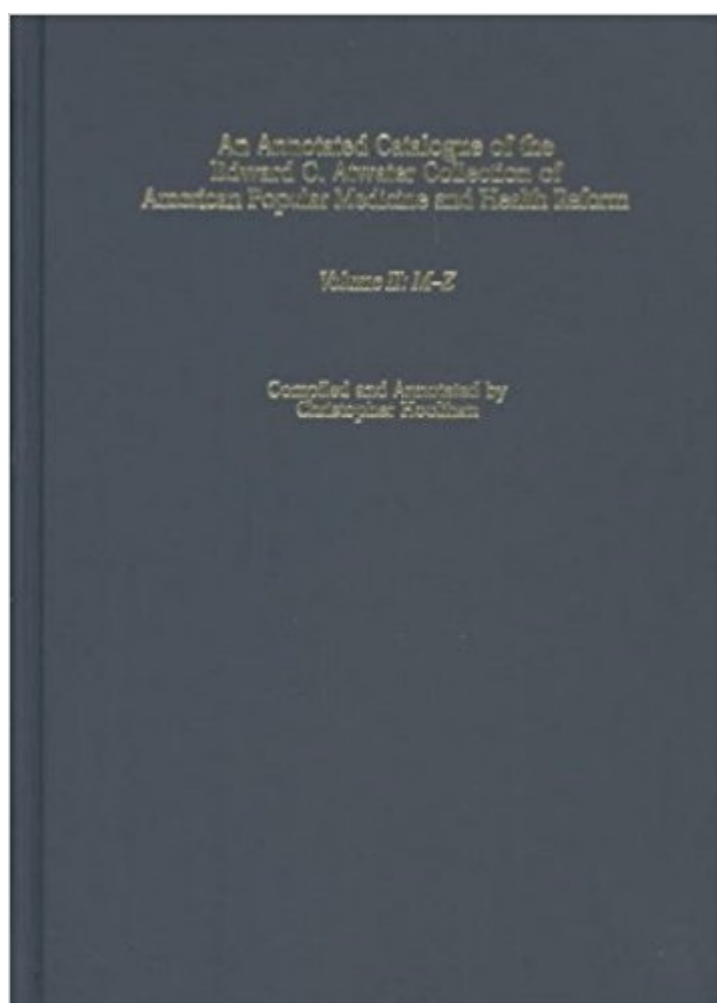 An Annotated Catalogue of the
Edward C. Atwater Collection of
American Popular Medicine and Health Reform
Volume II: M–Z
Compiled and Annotated by
Christopher Hoolihan